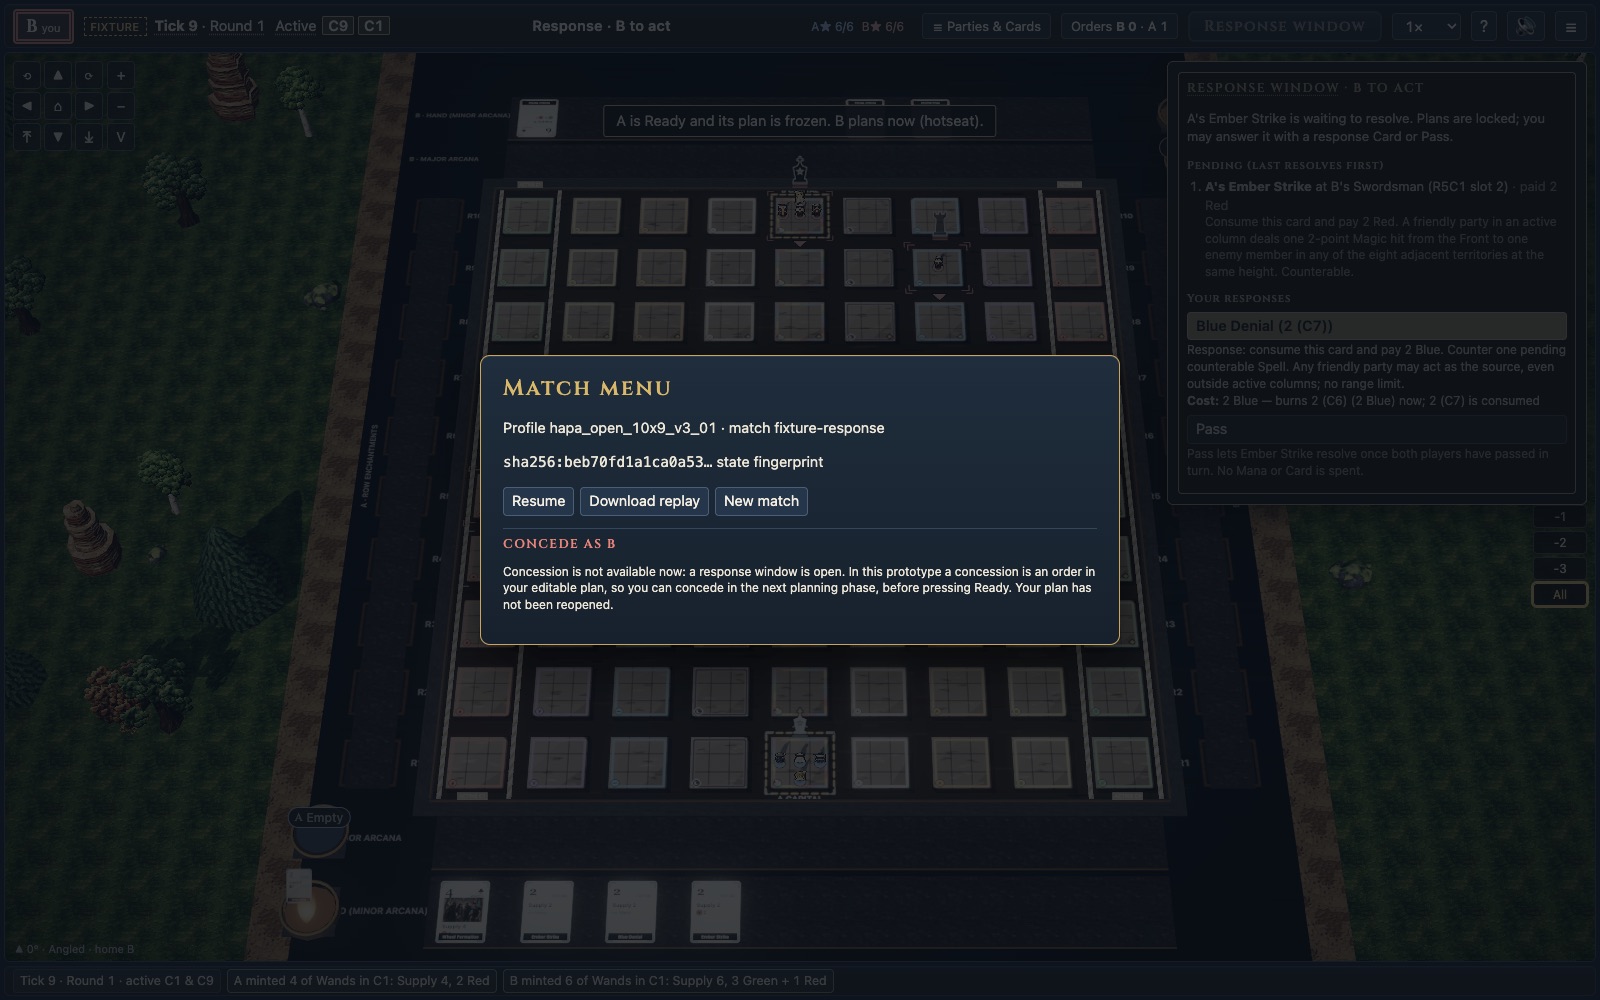 B you
FIXTURE
Tick 9 · Round 1 Active C9 C1
Response · B to act
A★ 6/6 B★ 6/6
≡ Parties & Cards
Orders B 0 · A 1
RESPONSE WINDOW
1×
?
≡
B · HAND (MINOR ARCANA)
A is Ready and its plan is frozen. B plans now (hotseat).
B · MAJOR ARCANA
RESPONSE WINDOW · B TO ACT
A's Ember Strike is waiting to resolve. Plans are locked; you
may answer it with a response Card or Pass.
PENDING (LAST RESOLVES FIRST)
1. A's Ember Strike at B's Swordsman (R5C1 slot 2) · paid 2
Red
Consume this card and pay 2 Red. A friendly party in an active
column deals one 2-point Magic hit from the Front to one
enemy member in any of the eight adjacent territories at the
same height. Counterable.
YOUR RESPONSES
Blue Denial (2 (C7))
Response: consume this card and pay 2 Blue. Counter one pending
counterable Spell. Any friendly party may act as the source, even
outside active columns; no range limit.
Cost: 2 Blue — burns 2 (C6) (2 Blue) now; 2 (C7) is consumed
Pass
Pass lets Ember Strike resolve once both players have passed in
turn. No Mana or Card is spent.
-1
-2
-3
All
A · ROW ENCHANTMENTS
MATCH MENU
Profile hapa_open_10x9_v3_01 · match fixture-response
sha256:beb70fd1a1ca0a53… state fingerprint
Resume
Download replay
New match
CONCEDE AS B
Concession is not available now: a response window is open. In this prototype a concession is an order in
your editable plan, so you can concede in the next planning phase, before pressing Ready. Your plan has
not been reopened.
A CAPITAL
A Empty
OR ARCANA
D (MINOR ARCANA)
▲ 0° · Angled · home B
Tick 9 · Round 1 · active C1 & C9
A minted 4 of Wands in C1: Supply 4, 2 Red
B minted 6 of Wands in C1: Supply 6, 3 Green + 1 Red